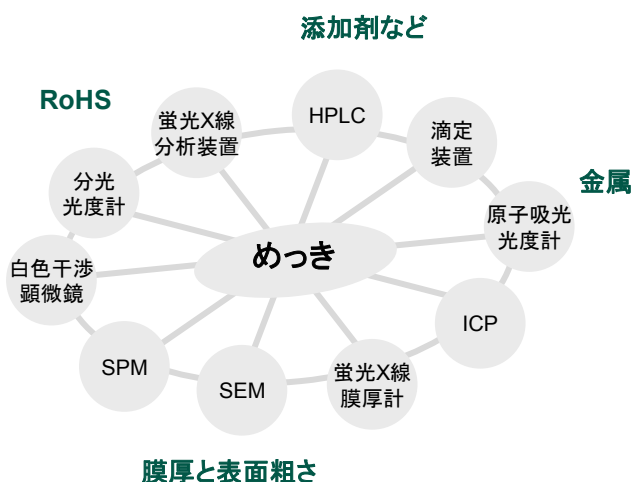 添加剤など
RoHS
蛍光X線
分析装置
HPLC
滴定
装置
金属
分光
光度計
原子吸光
光度計
めっき
白色干渉
顕微鏡
ICP
SPM
SEM
蛍光X線
膜厚計
膜厚と表面粗さ